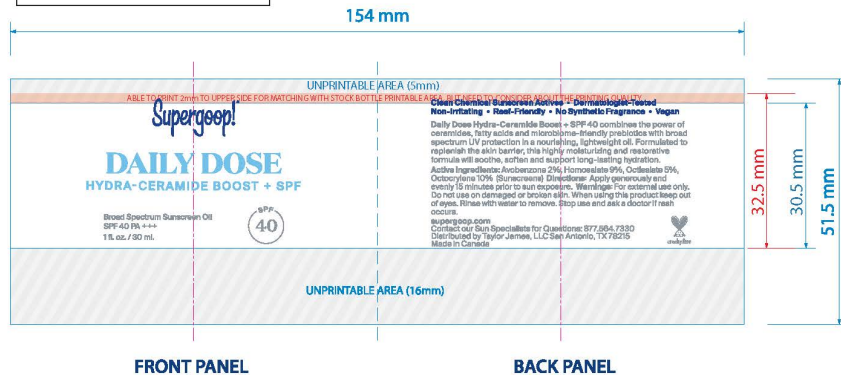 154 mm
UNPRINTABLE AREA (5mm)
ABLE TO PRINT 2mm TO UPPER SIDE FOR MATCHING WITH STOCK BOTTLE PRINTABLE AREA, BUT NEED TO CONSIDER ABOUT THE PRINTING QUALITY
Supergoop!
DAILY DOSE
HYDRA-CERAMIDE BOOST + SPF
Broad Spectrum Sunscreen Oil
SPF 40 PA +++
1 fl. oz. / 30 ml.
SPF
40
Clean Chemical Sunscreen Actives • Dermatologist-Tested
Non-Irritating • Reef-Friendly • No Synthetic Fragrance • Vegan
Daily Dose Hydra-Ceramide Boost + SPF 40 combines the power of
ceramides, fatty acids and microbiome-friendly prebiotics with broad
spectrum UV protection in a nourishing, lightweight oil. Formulated to
replenish the skin barrier, this highly moisturizing and restorative
formula will soothe, soften and support long-lasting hydration.
Active Ingredients: Avobenzone 2%, Homosalate 9%, Octisalate 5%,
Octocrylene 10% (Sunscreens) Directions: Apply generously and
evenly 15 minutes prior to sun exposure. Warnings: For external use only.
Do not use on damaged or broken skin. When using this product keep out
of eyes. Rinse with water to remove. Stop use and ask a doctor if rash
occurs.
supergoop.com
Contact our Sun Specialists for Questions: 877.564.7330
Distributed by Taylor James, LLC San Antonio, TX 78215
Made in Canada
crueltyfree
32.5 mm
30.5 mm
51.5 mm
UNPRINTABLE AREA (16mm)
FRONT PANEL
BACK PANEL